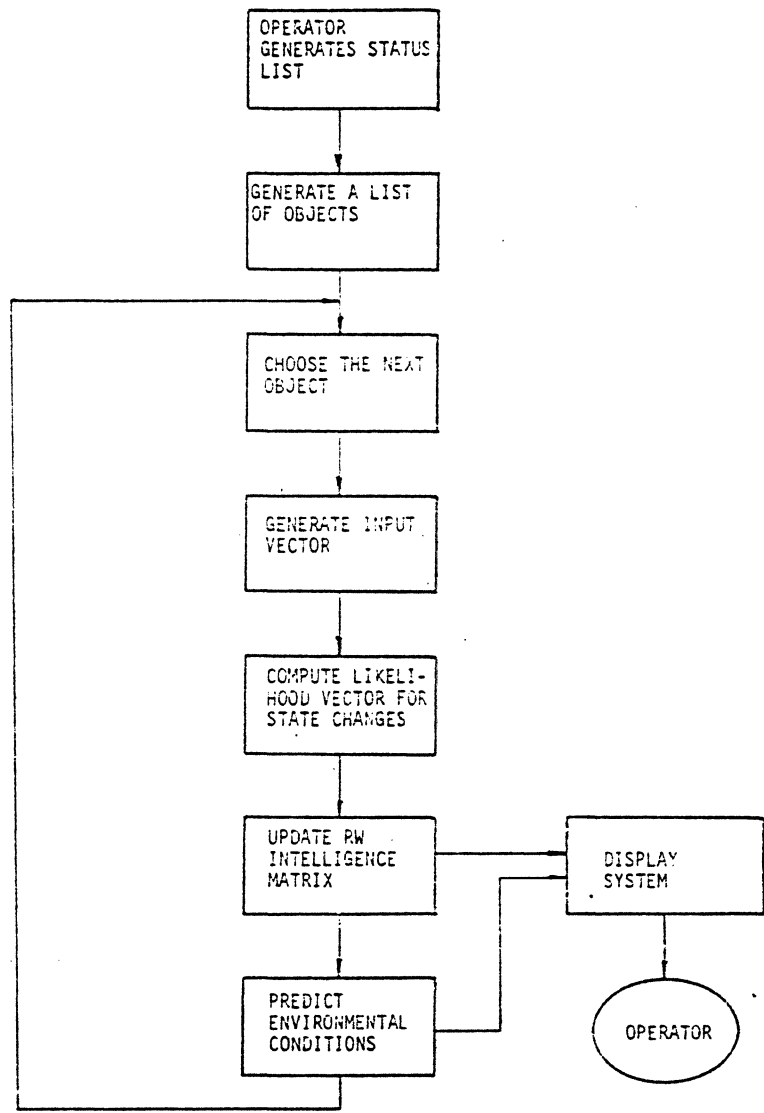 OPERATOR
GENERATES STATUS
LIST
GENERATE A LIST
OF OBJECTS
CHOOSE THE NEXT
OBJECT
GENERATE INPUT
VECTOR
COMPUTE LIKELI-
HOOD VECTOR FOR
STATE CHANGES
UPDATE RW
INTELLIGENCE
MATRIX
DISPLAY
SYSTEM
PREDICT
ENVIRONMENTAL
CONDITIONS
OPERATOR